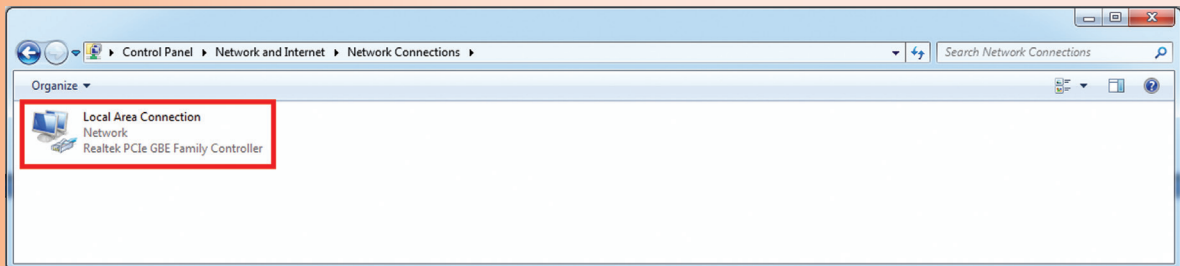 Control Panel Network and Internet Network Connections
Search Network Connections
Organize
Local Area Connection
Network
Realtek PCIe GBE Family Controller